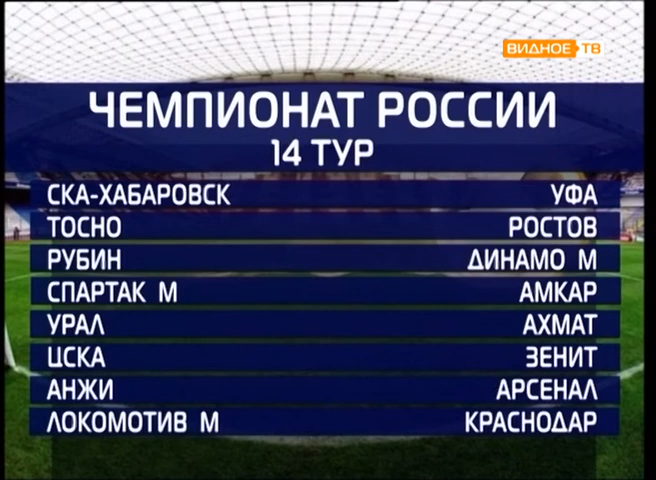 ВИДНОЕ ТВ
ЧЕМПИОНАТ РОССИИ
14 ТУР
СКА-ХАБАРОВСК УФА
ТОСНО РОСТОВ
РУБИН ДИНАМО М
СПАРТАК М АМКАР
УРАЛ АХМАТ
ЦСКА ЗЕНИТ
АНЖИ АРСЕНАЛ
ЛОКОМОТИВ М КРАСНОДАР